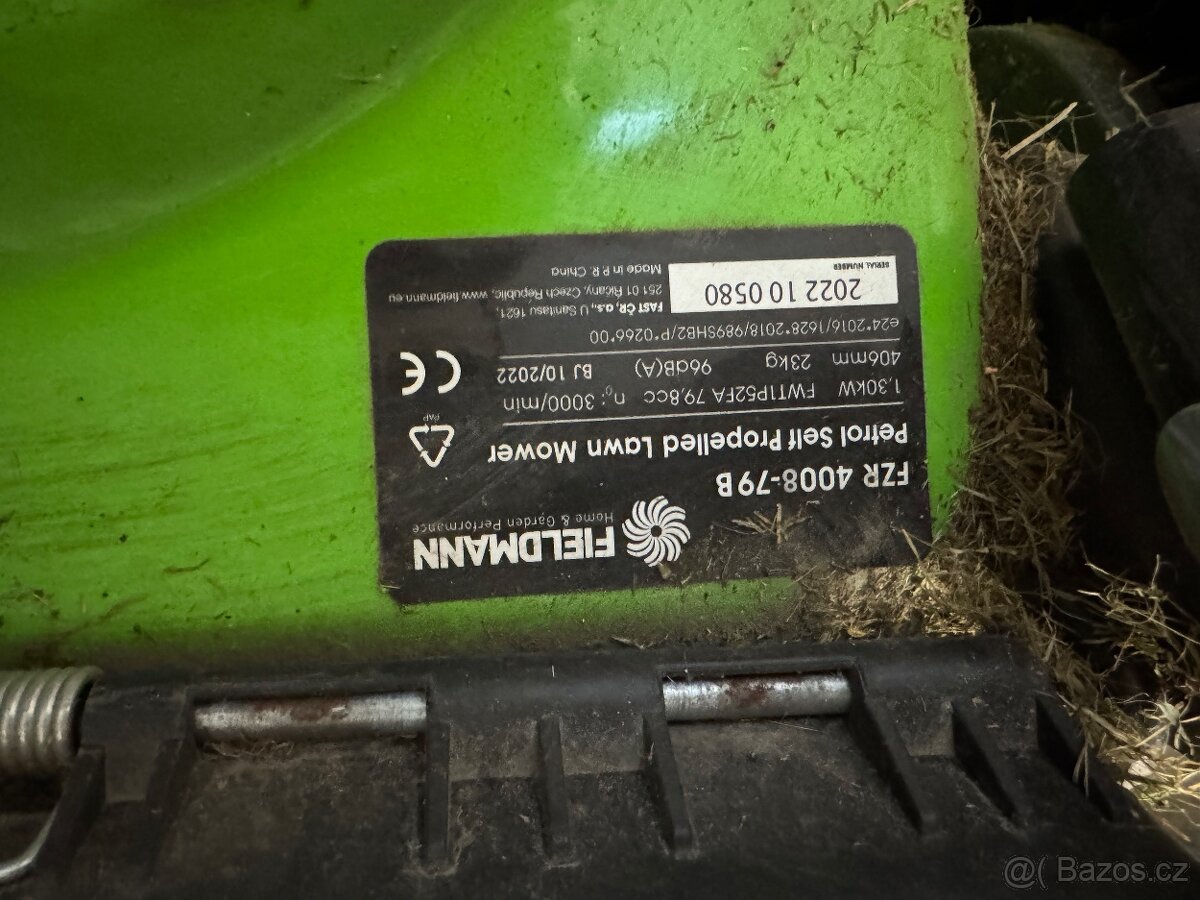 FIELDMANN
Home & Garden Performance
FZR 4008-79B
Petrol Self Propelled Lawn Mower
1,30kW FWT1P52FA 79,8cc n₀: 3000/min
406mm 23kg 96dB(A) BJ 10/2022
PAP
CE
e24*2016/1628*2018/989SHB2/P*0266*00
2022 10 0580
SERIAL NUMBER
FAST ČR, a.s., U Sanitasu 1621,
251 01 Říčany, Czech Republic, www.fieldmann.eu
Made in P.R. China
@( Bazos.cz